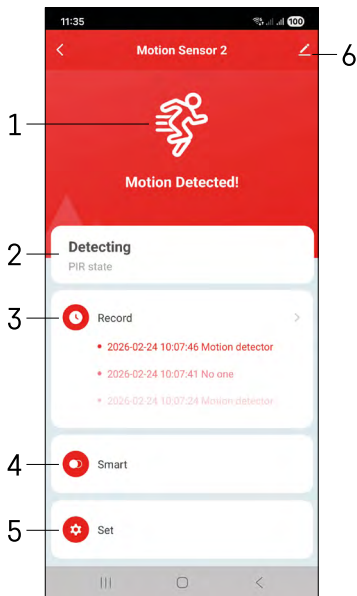 11:35
100
Motion Sensor 2
6
1
Motion Detected!
2
Detecting
PIR state
3
Record
2026-02-24 10:07:46 Motion detector
2026-02-24 10:07:41 No one
2026-02-24 10:07:24 Motion detector
4
Smart
5
Set